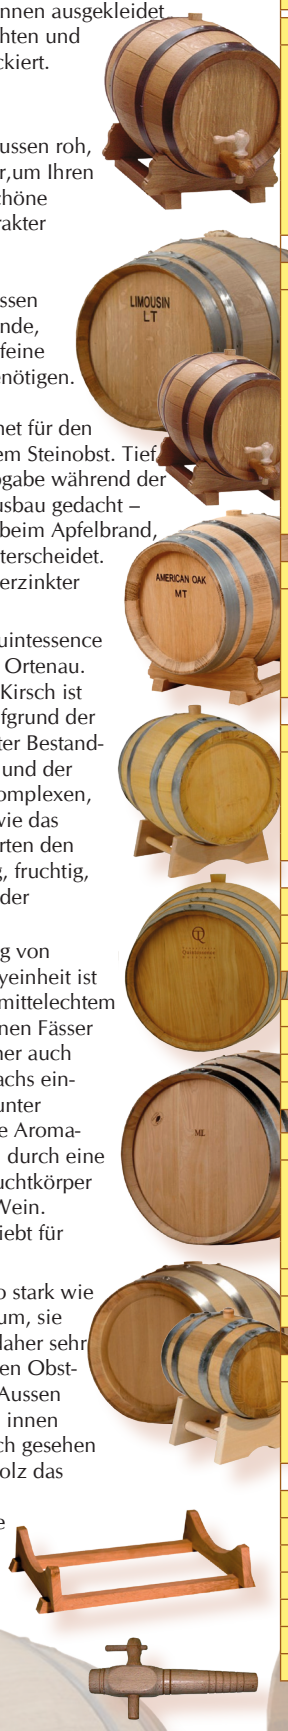 nnen ausgekleidet,
hten und
ckiert.
ussen roh,
r,um Ihren
chöne
rakter
ssen
nde,
feine
enötigen.
net für den
em Steinobst. Tief
bgabe während der
usbau gedacht –
beim Apfelbrand,
terscheidet.
erzinkter
uintessence
Ortenau.
Kirsch ist
fgrund der
ter Bestand-
und der
omplexen,
wie das
rten den
g, fruchtig,
der
g von
yeinheit ist
mittelechtem
nen Fässer
her auch
achs ein-
unter
e Aroma-
durch eine
uchtkörper
Wein.
iebt für
o stark wie
um, sie
daher sehr
en Obst-
Aussen
innen
ch gesehen
olz das
e
LIMOUSIN
LT
AMERICAN OAK
MT
ML